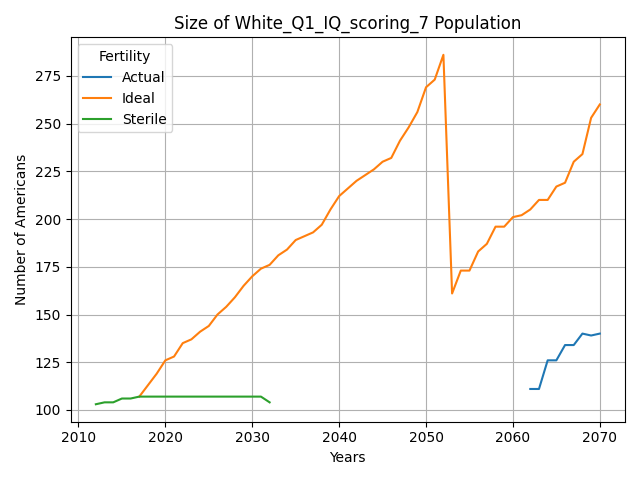 Size of White_Q1_IQ_scoring_7 Population
Fertility
Actual
Ideal
Sterile
Number of Americans
275
250
225
200
175
150
125
100
2010
2020
2030
2040
2050
2060
2070
Years